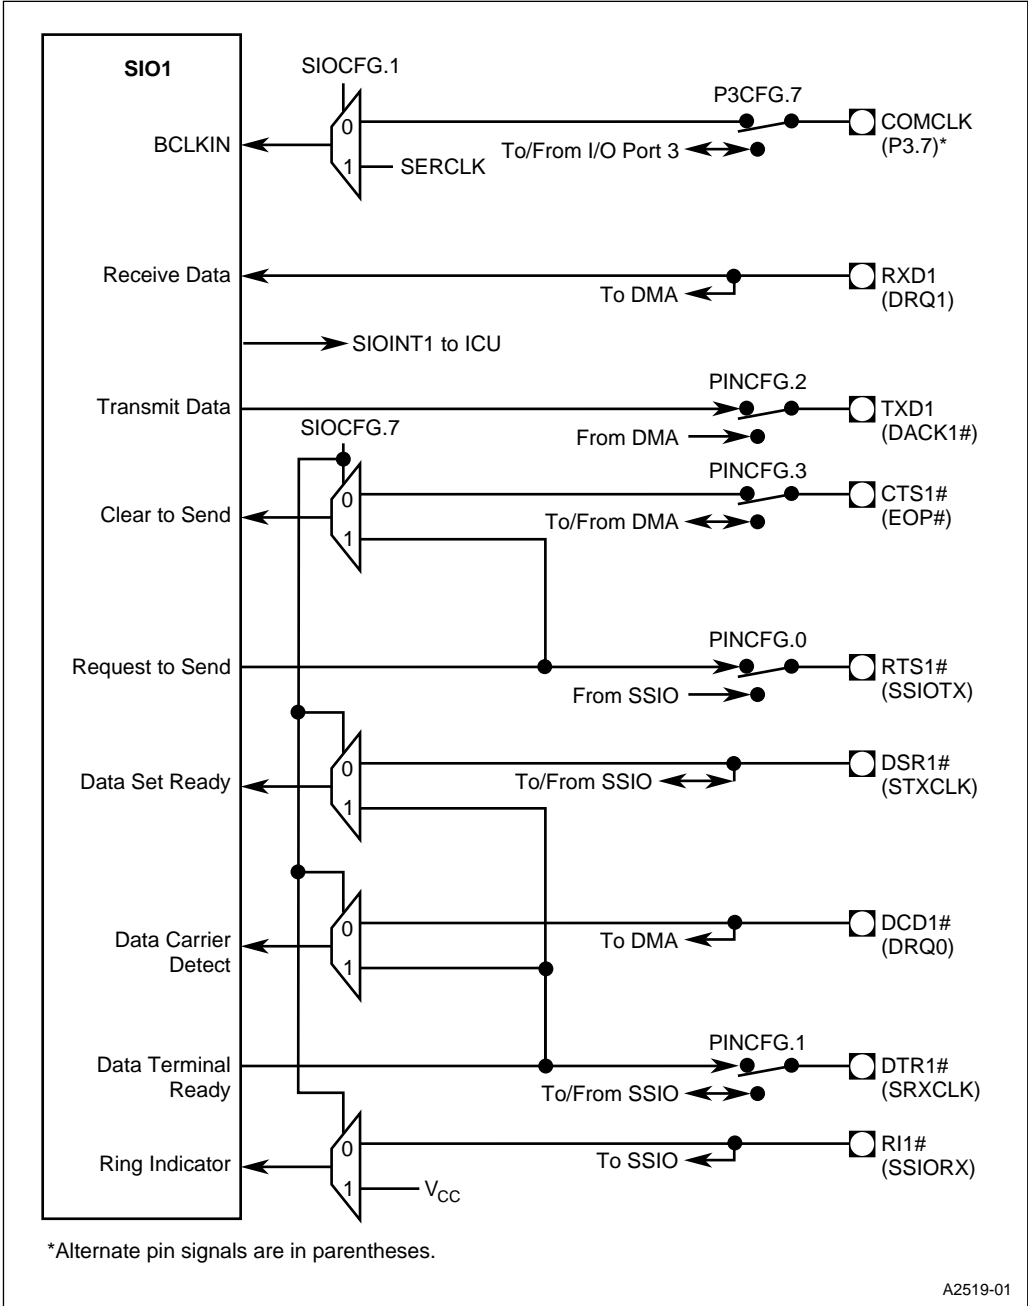 SIO1
SIOCFG.1
P3CFG.7
BCLKIN
0
1
SERCLK
To/From I/O Port 3
COMCLK
(P3.7)*
Receive Data
To DMA
RXD1
(DRQ1)
SIOINT1 to ICU
Transmit Data
PINCFG.2
From DMA
TXD1
(DACK1#)
SIOCFG.7
Clear to Send
0
1
PINCFG.3
To/From DMA
CTS1#
(EOP#)
Request to Send
PINCFG.0
From SSIO
RTS1#
(SSIOTX)
Data Set Ready
0
1
To/From SSIO
DSR1#
(STXCLK)
Data Carrier
Detect
0
1
To DMA
DCD1#
(DRQ0)
Data Terminal
Ready
PINCFG.1
To/From SSIO
DTR1#
(SRXCLK)
Ring Indicator
0
1
To SSIO
VCC
RI1#
(SSIORX)
*Alternate pin signals are in parentheses.
A2519-01